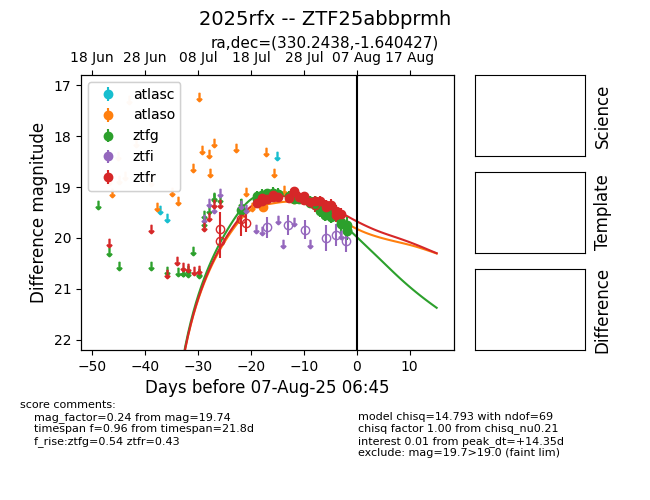 2025rfx -- ZTF25abbprmh
ra,dec=(330.2438,-1.640427)
18 Jun 28 Jun 08 Jul 18 Jul 28 Jul 07 Aug 17 Aug
atlasc
atlaso
ztfg
ztfi
ztfr
17
18
19
20
21
22
Difference magnitude
−50 −40 −30 −20 −10 0 10
Days before 07-Aug-25 06:45
Science
Template
Difference
score comments:
mag_factor=0.24 from mag=19.74
timespan f=0.96 from timespan=21.8d
f_rise:ztfg=0.54 ztfr=0.43
model chisq=14.793 with ndof=69
chisq factor 1.00 from chisq_nu0.21
interest 0.01 from peak_dt=+14.35d
exclude: mag=19.7>19.0 (faint lim)